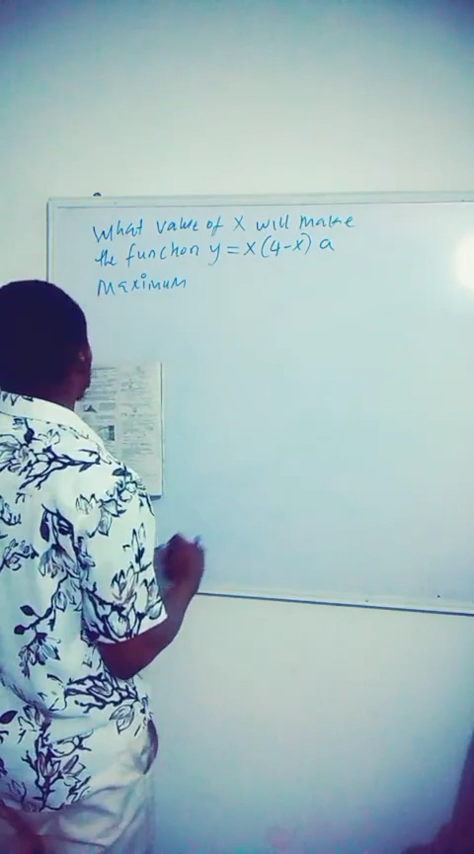 What value of x will make
the function y = x(4-x) a
Maximum